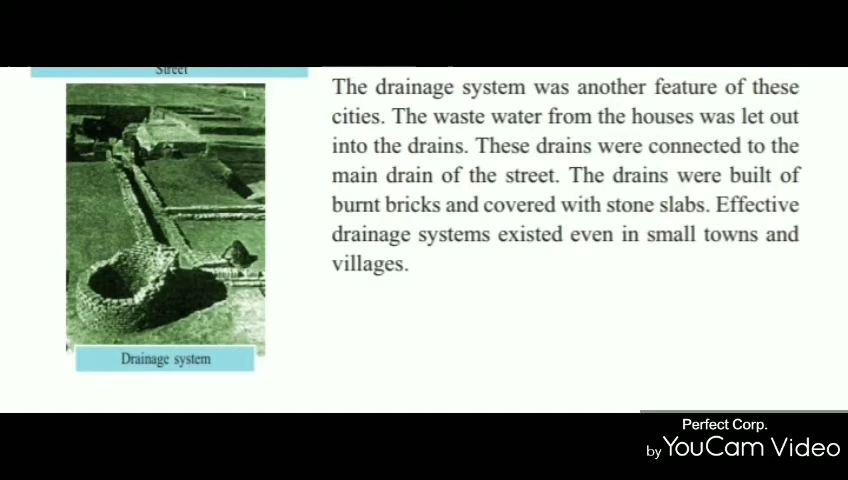 Street
The drainage system was another feature of these
cities. The waste water from the houses was let out
into the drains. These drains were connected to the
main drain of the street. The drains were built of
burnt bricks and covered with stone slabs. Effective
drainage systems existed even in small towns and
villages.
Drainage system
Perfect Corp.
by YouCam Video